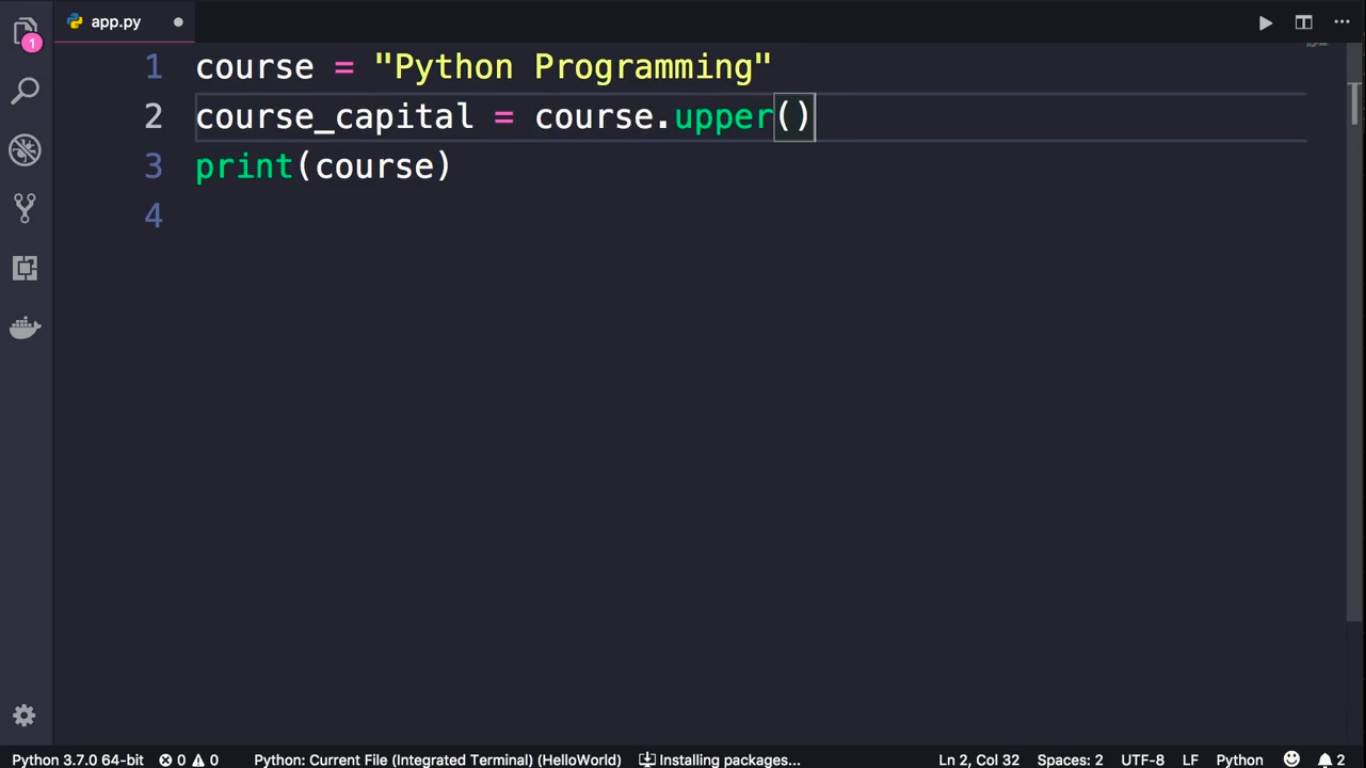 1
app.py
1 course = "Python Programming"
2 course_capital = course.upper()
3 print(course)
4
Python 3.7.0 64-bit 0 0 Python: Current File (Integrated Terminal) (HelloWorld) Installing packages... Ln 2, Col 32 Spaces: 2 UTF-8 LF Python 2